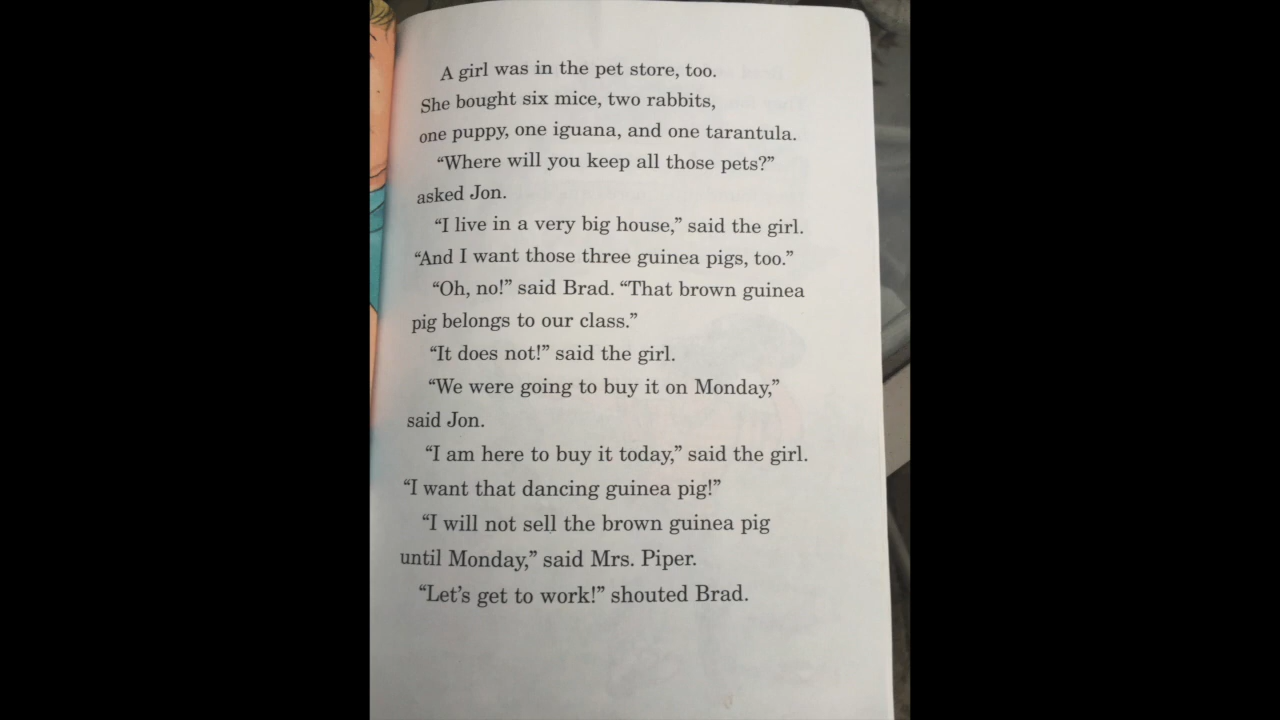 A girl was in the pet store, too.
She bought six mice, two rabbits,
one puppy, one iguana, and one tarantula.
“Where will you keep all those pets?”
asked Jon.
“I live in a very big house,” said the girl.
“And I want those three guinea pigs, too.”
“Oh, no!” said Brad. “That brown guinea
pig belongs to our class.”
“It does not!” said the girl.
“We were going to buy it on Monday,”
said Jon.
“I am here to buy it today,” said the girl.
“I want that dancing guinea pig!”
“I will not sell the brown guinea pig
until Monday,” said Mrs. Piper.
“Let’s get to work!” shouted Brad.